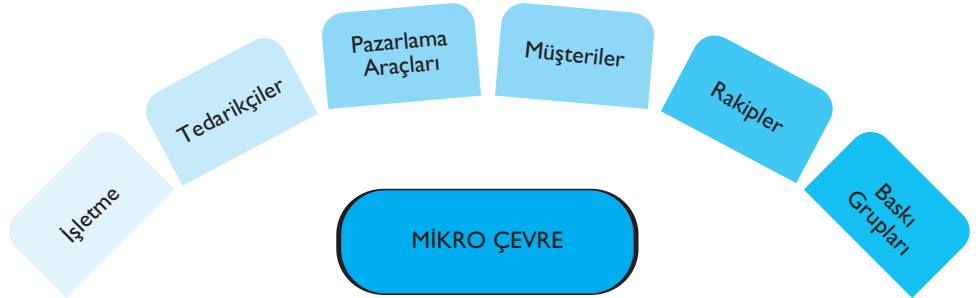 İşletme
Tedarikçiler
Pazarlama
Araçları
Müşteriler
Rakipler
Baskı
Grupları
MİKRO ÇEVRE